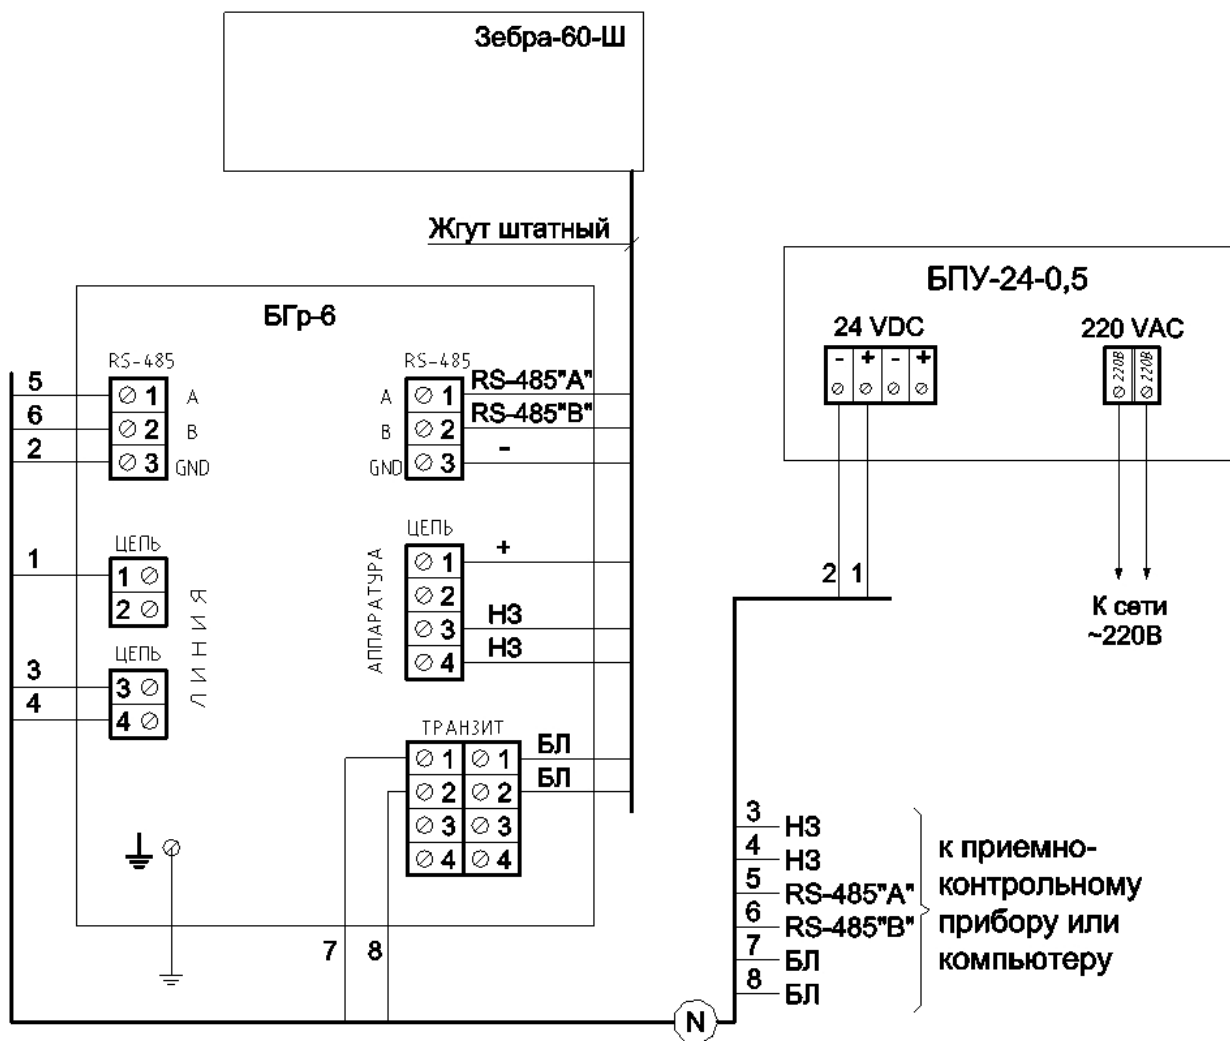 Зебра-60-Ш
Жгут штатный
БГр-6
RS-485
5
1
A
6
2
B
2
3
GND
RS-485
A
1
RS-485"A"
B
2
RS-485"B"
GND
3
-
ЦЕПЬ
1
1
2
ЦЕПЬ
3
3
4
4
ЛИНИЯ
АППАРАТУРА
ЦЕПЬ
1
+
2
3
НЗ
4
НЗ
ТРАНЗИТ
1
1
БЛ
2
2
БЛ
3
3
4
4
7
8
N
БПУ-24-0,5
24 VDC
- + - +
220 VAC
220В
220В
2
1
К сети
~220В
3
НЗ
4
НЗ
5
RS-485"A"
6
RS-485"B"
7
БЛ
8
БЛ
к приемно-
контрольному
прибору или
компьютеру